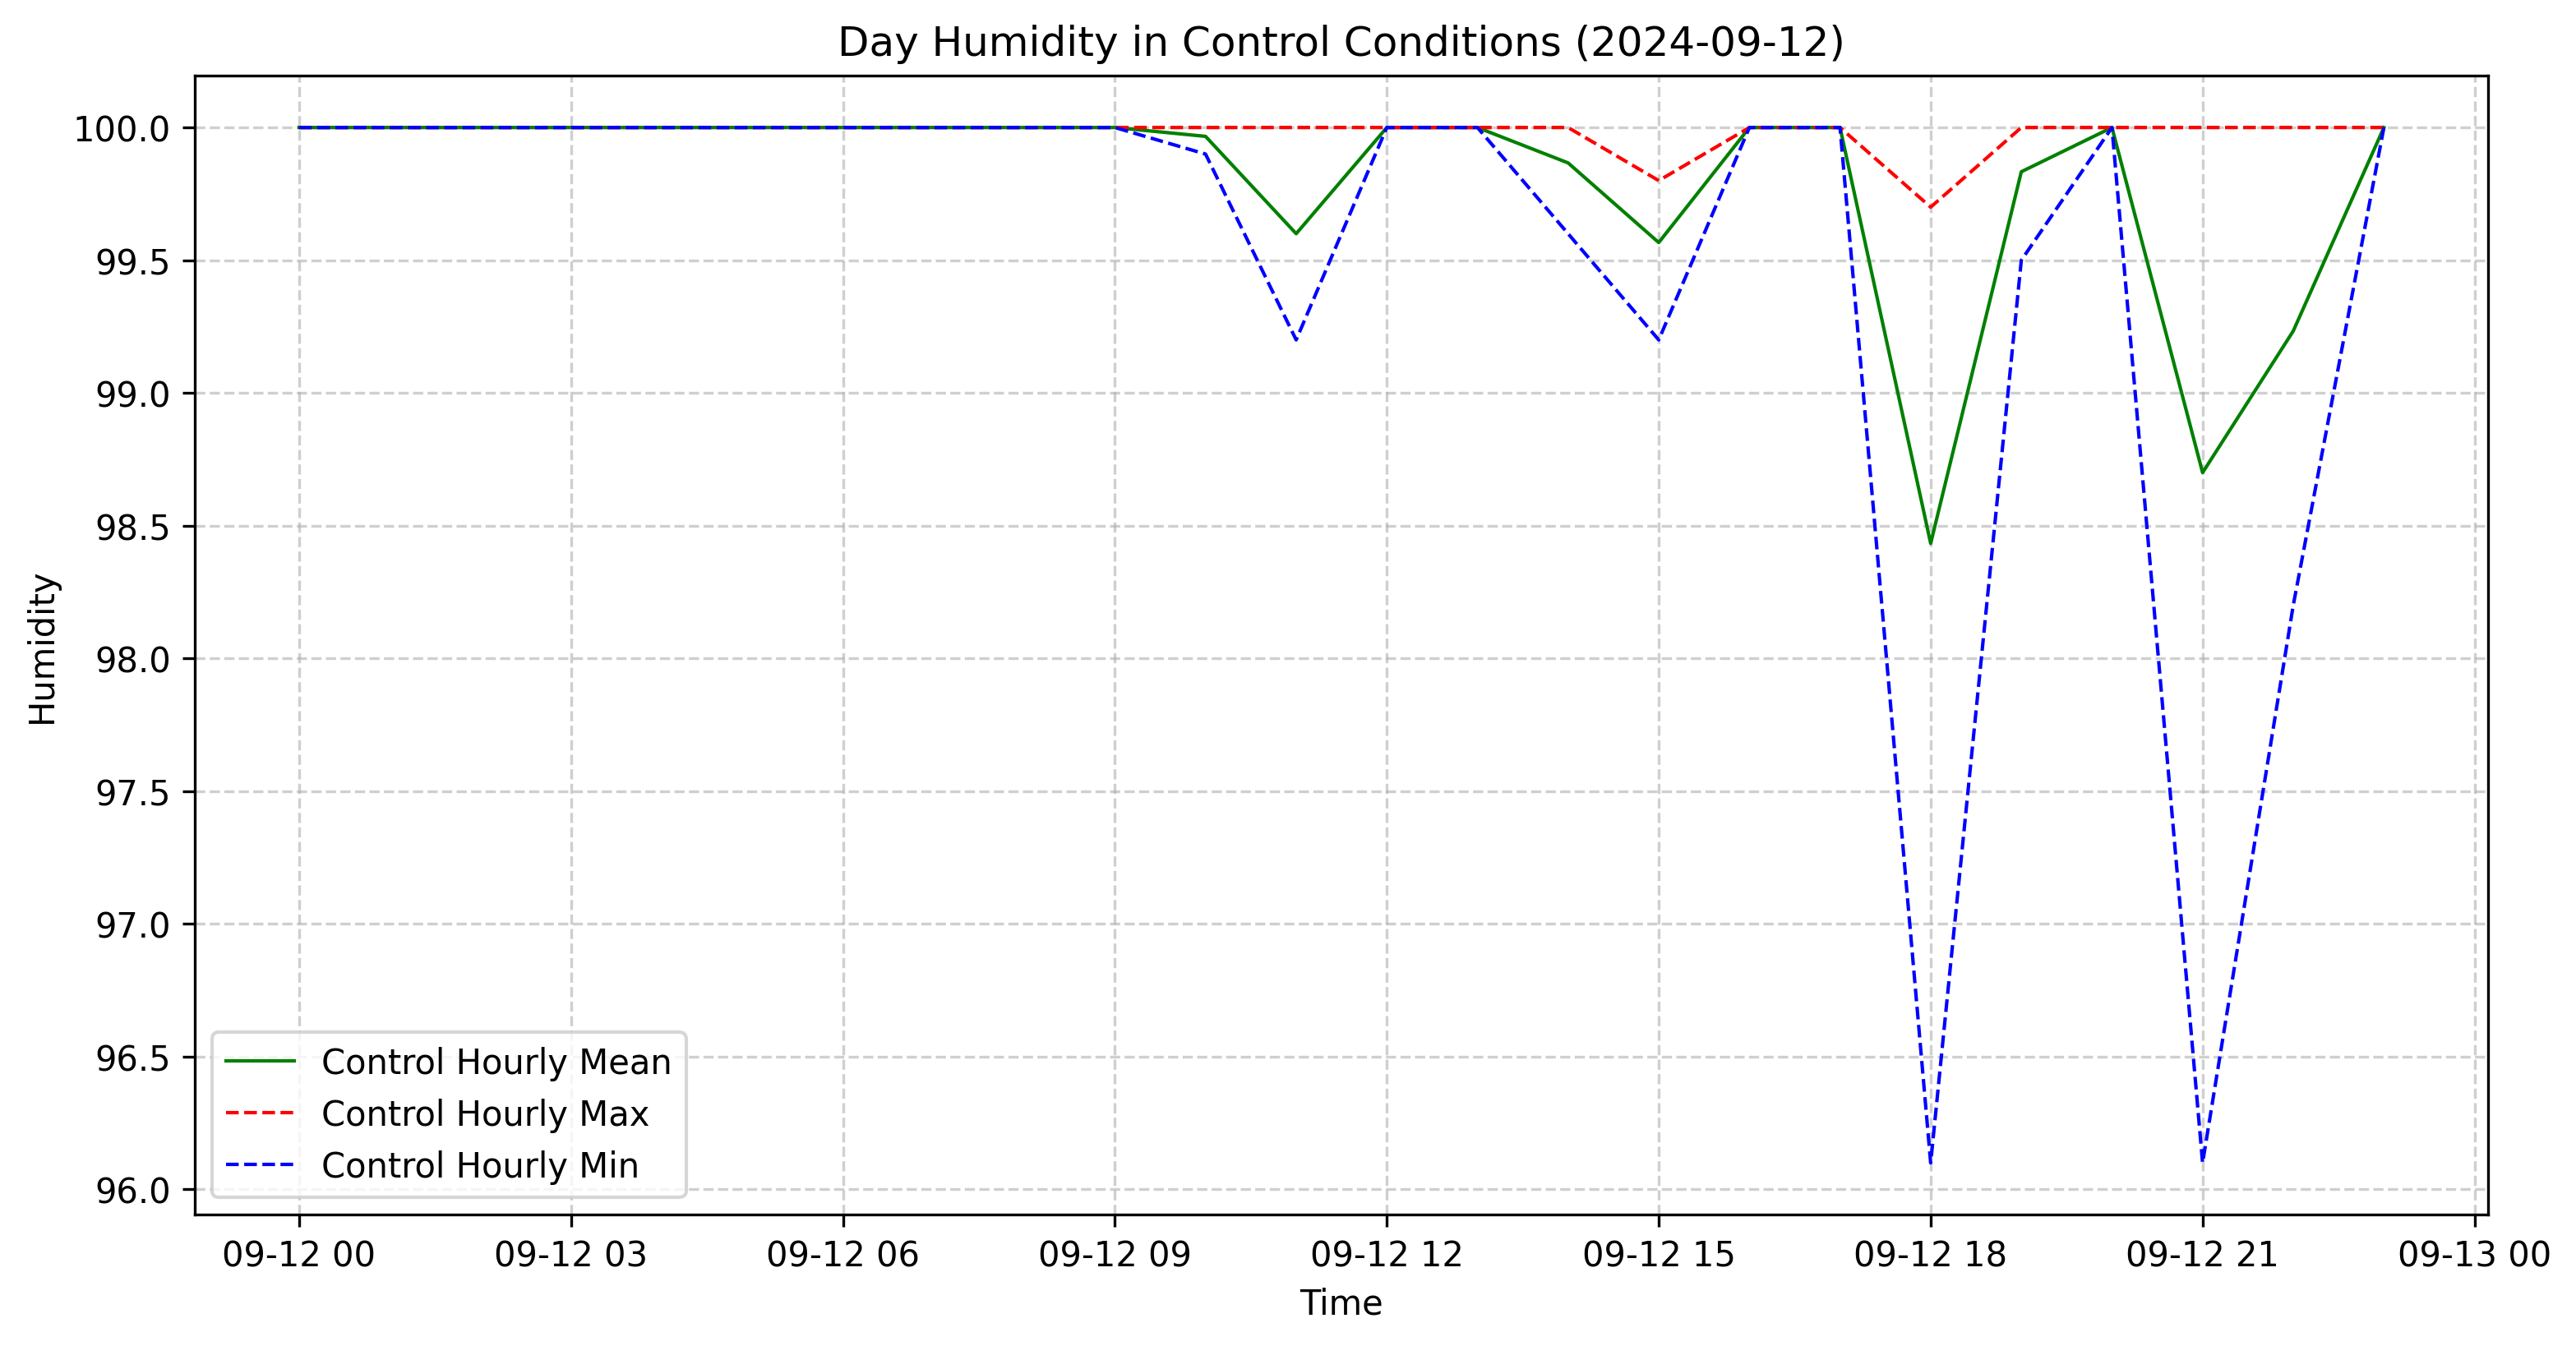 Day Humidity in Control Conditions (2024-09-12)
100.0
99.5
99.0
98.5
98.0
97.5
97.0
96.5
96.0
Humidity
Control Hourly Mean
Control Hourly Max
Control Hourly Min
09-12 00 09-12 03 09-12 06 09-12 09 09-12 12 09-12 15 09-12 18 09-12 21 09-13 00
Time